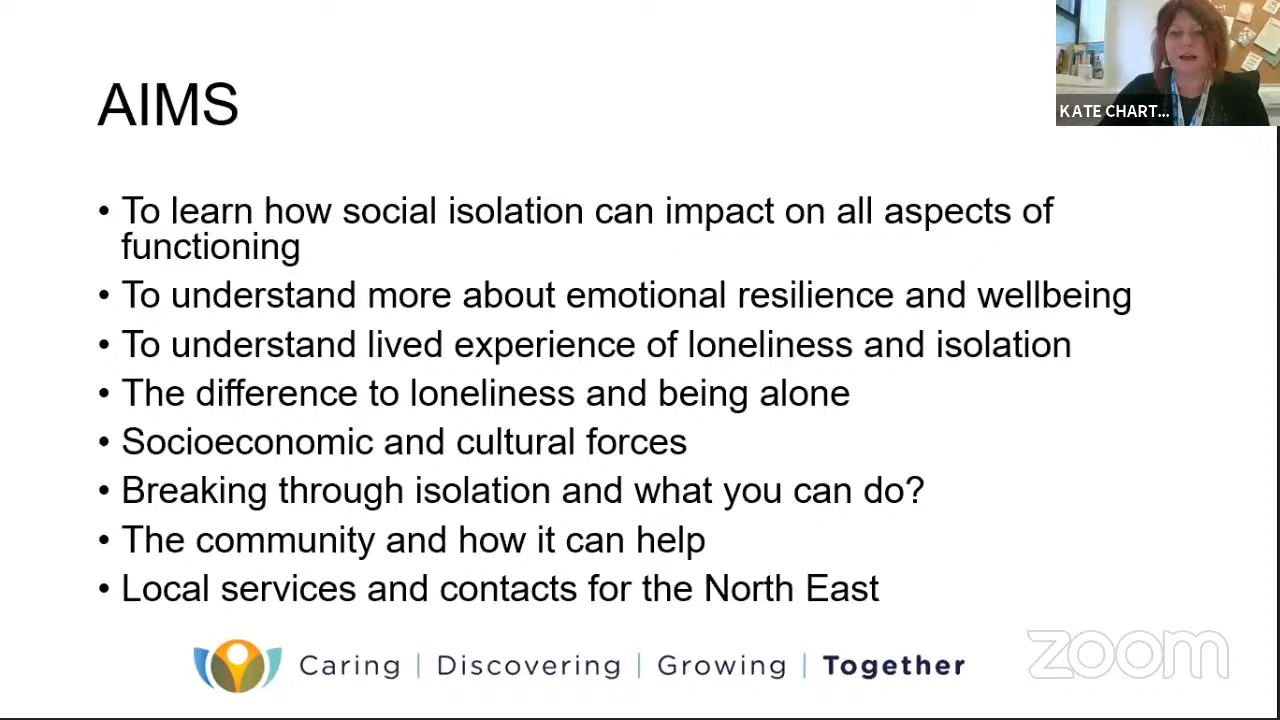 AIMS
KATE CHART...
• To learn how social isolation can impact on all aspects of
functioning
• To understand more about emotional resilience and wellbeing
• To understand lived experience of loneliness and isolation
• The difference to loneliness and being alone
• Socioeconomic and cultural forces
• Breaking through isolation and what you can do?
• The community and how it can help
• Local services and contacts for the North East
Caring | Discovering | Growing | Together
zoom